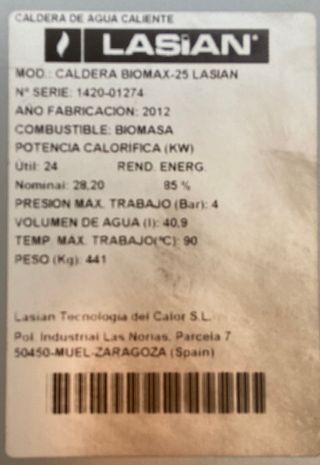 CALDERA DE AGUA CALIENTE
LASIAN
MOD.: CALDERA BIOMAX-25 LASIAN
Nº SERIE: 1420-01274
AÑO FABRICACION: 2012
COMBUSTIBLE: BIOMASA
POTENCIA CALORIFICA (KW)
Útil: 24 REND. ENERG.
Nominal: 28,20 85 %
PRESION MAX. TRABAJO (Bar): 4
VOLUMEN DE AGUA (l): 40,9
TEMP. MAX. TRABAJO(ºC): 90
PESO (Kg): 441
Lasian Tecnologia del Calor S.L.
Pol. Industrial Las Norias, Parcela 7
50450-MUEL-ZARAGOZA (Spain)